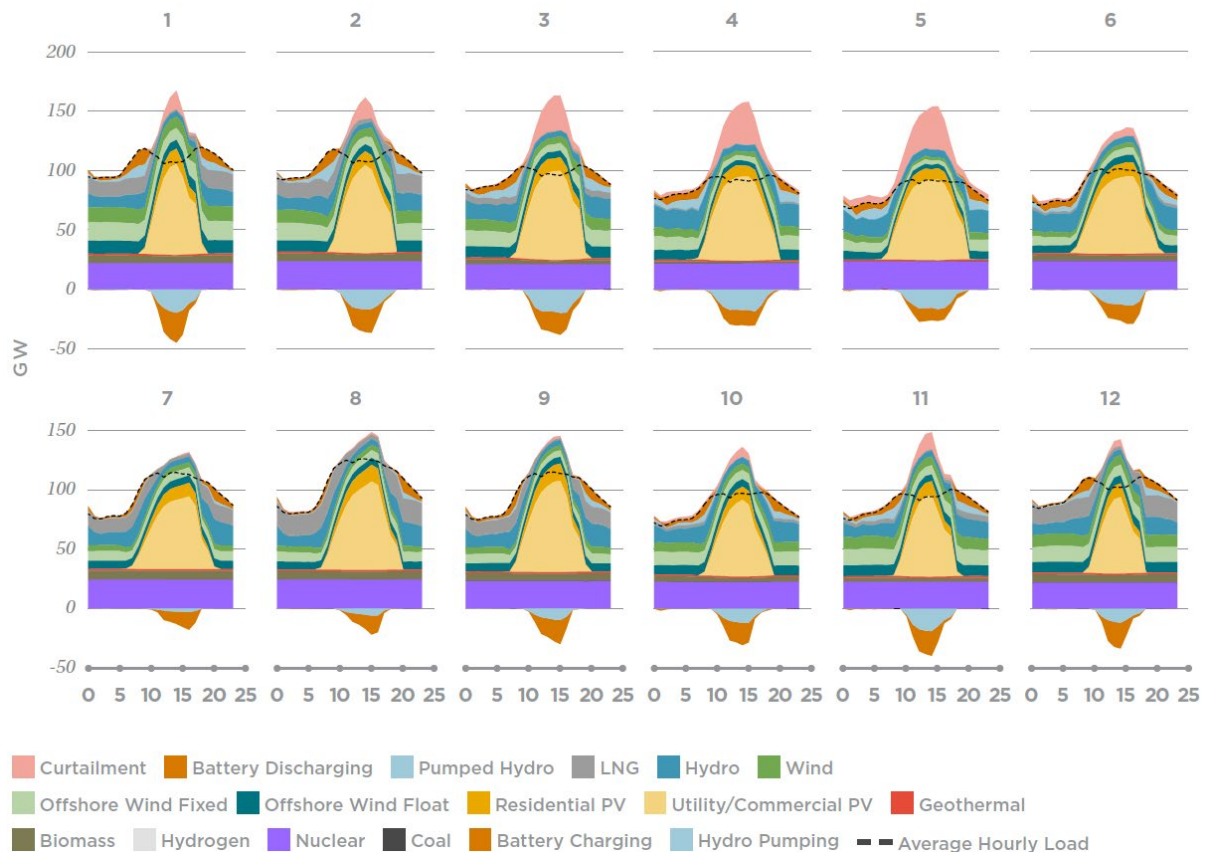 1 2 3 4 5 6
200
150
100
50
0
-50
GW
7 8 9 10 11 12
150
100
50
0
-50
0 5 10 15 20 25 0 5 10 15 20 25 0 5 10 15 20 25 0 5 10 15 20 25 0 5 10 15 20 25 0 5 10 15 20 25
Curtailment Battery Discharging Pumped Hydro LNG Hydro Wind
Offshore Wind Fixed Offshore Wind Float Residential PV Utility/Commercial PV Geothermal
Biomass Hydrogen Nuclear Coal Battery Charging Hydro Pumping Average Hourly Load